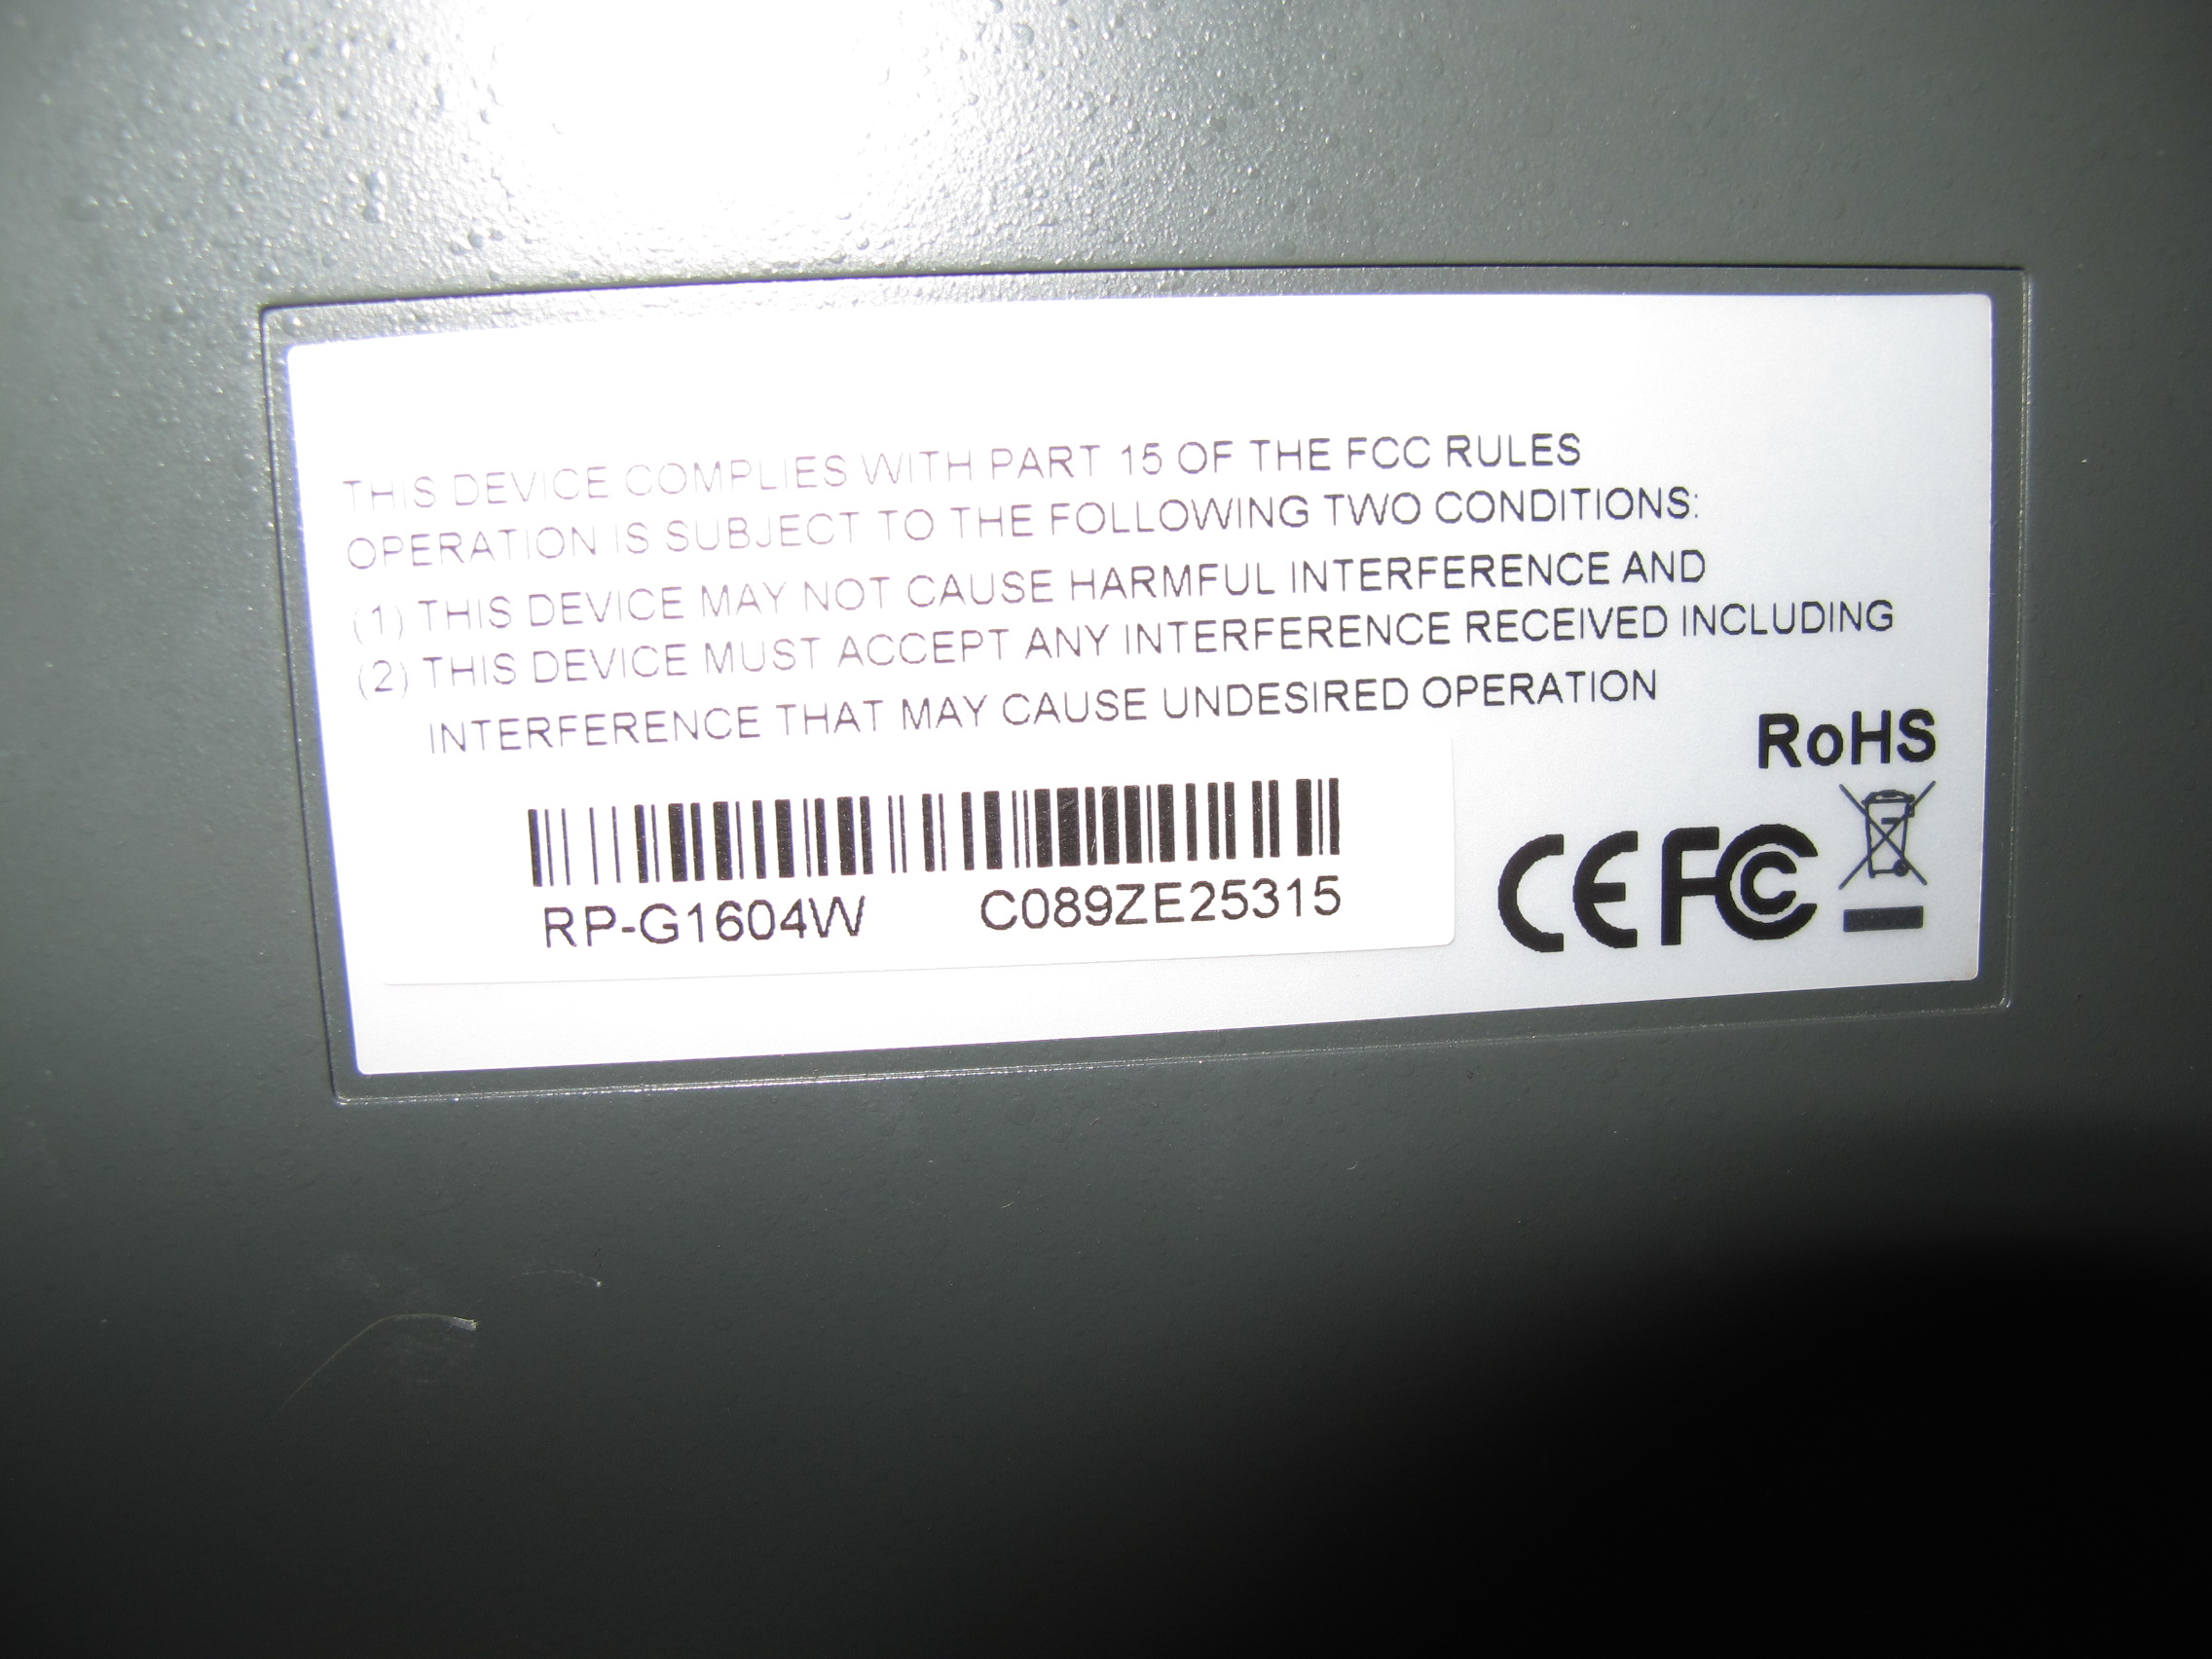 THIS DEVICE COMPLIES WITH PART 15 OF THE FCC RULES
OPERATION IS SUBJECT TO THE FOLLOWING TWO CONDITIONS:
(1) THIS DEVICE MAY NOT CAUSE HARMFUL INTERFERENCE AND
(2) THIS DEVICE MUST ACCEPT ANY INTERFERENCE RECEIVED INCLUDING
INTERFERENCE THAT MAY CAUSE UNDESIRED OPERATION
RoHS
CE FC
RP-G1604W C089ZE25315